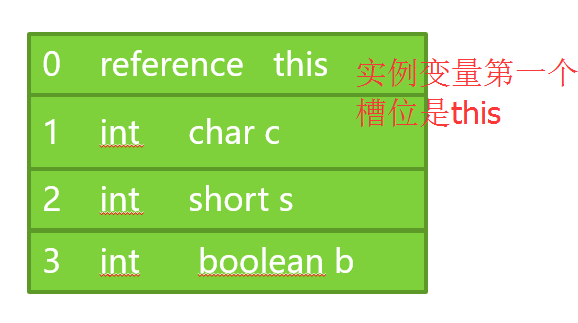 0 reference this
实例变量第一个
槽位是this
1 int char c
2 int short s
3 int boolean b